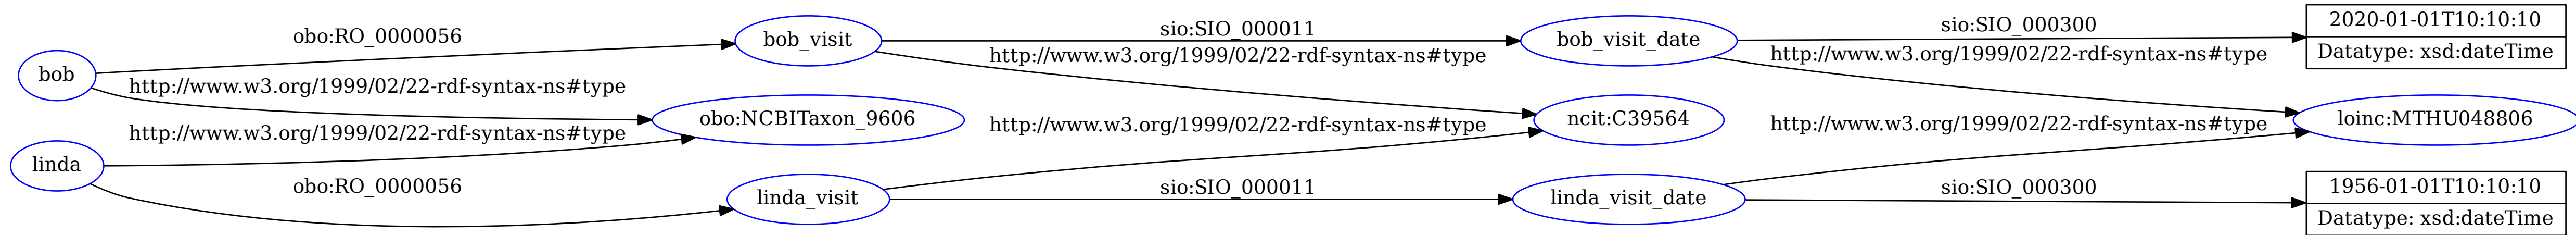 obo:RO_0000056
sio:SIO_000011
sio:SIO_000300
2020-01-01T10:10:10
Datatype: xsd:dateTime
bob
bob_visit
bob_visit_date
http://www.w3.org/1999/02/22-rdf-syntax-ns#type
http://www.w3.org/1999/02/22-rdf-syntax-ns#type
http://www.w3.org/1999/02/22-rdf-syntax-ns#type
obo:NCBITaxon_9606
ncit:C39564
loinc:MTHU048806
http://www.w3.org/1999/02/22-rdf-syntax-ns#type
http://www.w3.org/1999/02/22-rdf-syntax-ns#type
http://www.w3.org/1999/02/22-rdf-syntax-ns#type
linda
obo:RO_0000056
linda_visit
sio:SIO_000011
linda_visit_date
sio:SIO_000300
1956-01-01T10:10:10
Datatype: xsd:dateTime